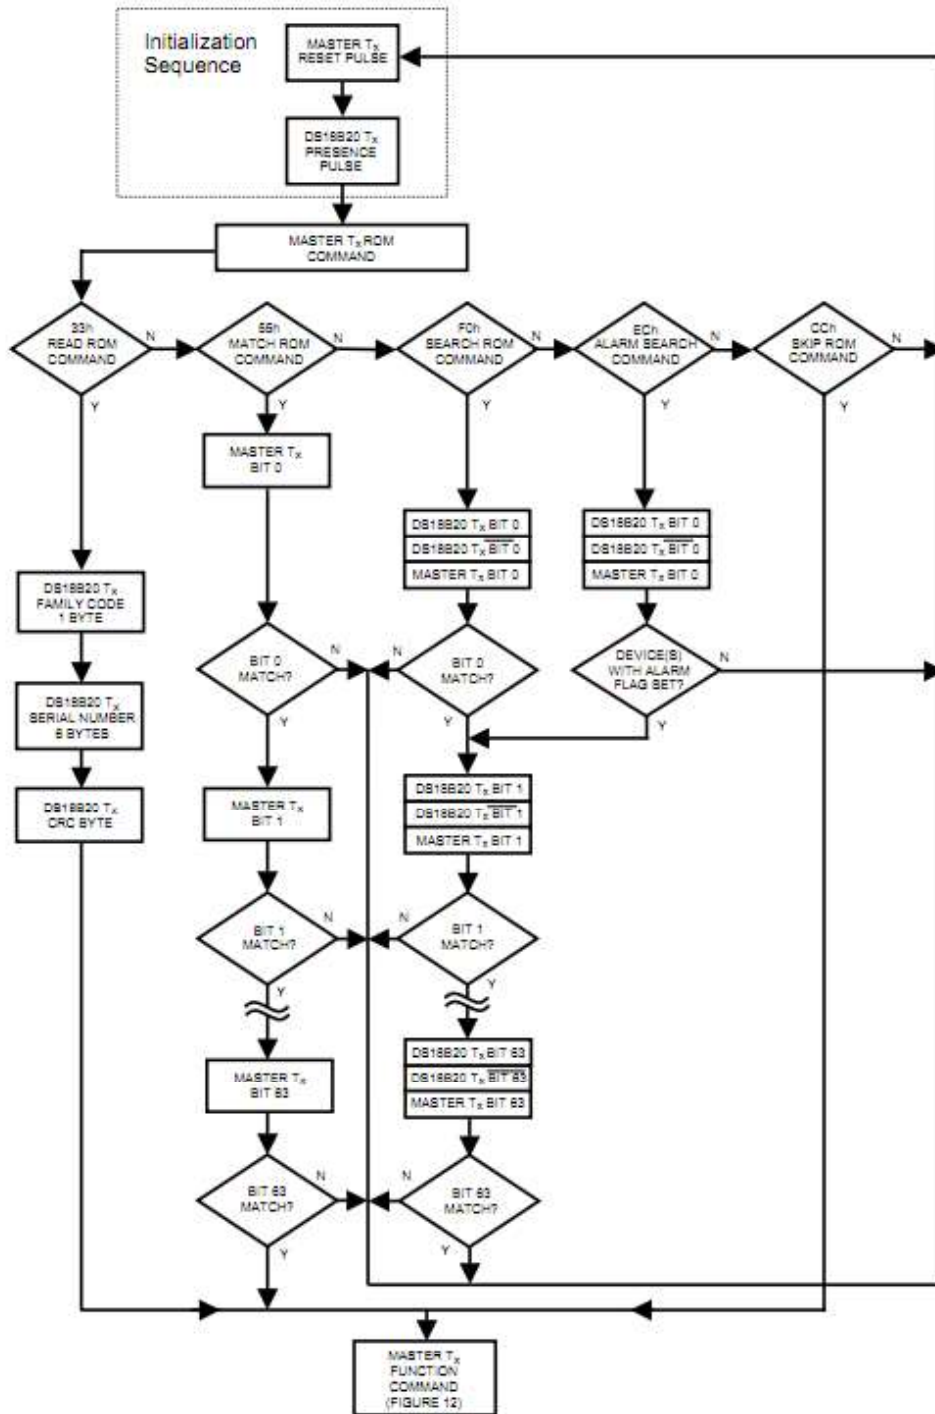 Initialization
Sequence
MASTER Tx
RESET PULSE
DS18B20 Tx
PRESENCE
PULSE
MASTER Tx ROM
COMMAND
33h
READ ROM
COMMAND
N
Y
55h
MATCH ROM
COMMAND
N
Y
F0h
SEARCH ROM
COMMAND
N
Y
ECh
ALARM SEARCH
COMMAND
N
Y
CCh
SKIP ROM
COMMAND
N
Y
MASTER Tx
BIT 0
DS18B20 Tx BIT 0
DS18B20 Tx B̅I̅T̅ ̅0̅
MASTER Tx BIT 0
DS18B20 Tx BIT 0
DS18B20 Tx B̅I̅T̅ ̅0̅
MASTER Tx BIT 0
DS18B20 Tx
FAMILY CODE
1 BYTE
DS18B20 Tx
SERIAL NUMBER
6 BYTES
DS18B20 Tx
CRC BYTE
BIT 0
MATCH?
N
Y
N
BIT 0
MATCH?
Y
DEVICE(S)
WITH ALARM
FLAG SET?
N
Y
MASTER Tx
BIT 1
DS18B20 Tx BIT 1
DS18B20 Tx B̅I̅T̅ ̅1̅
MASTER Tx BIT 1
BIT 1
MATCH?
N
Y
N
BIT 1
MATCH?
Y
MASTER Tx
BIT 63
DS18B20 Tx BIT 63
DS18B20 Tx B̅I̅T̅ ̅6̅3̅
MASTER Tx BIT 63
BIT 63
MATCH?
N
Y
N
BIT 63
MATCH?
Y
MASTER Tx
FUNCTION
COMMAND
(FIGURE 12)